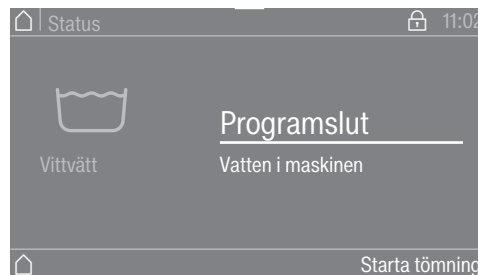 Status
11:02
Programslut
Vittvätt
Vatten i maskinen
Starta tömning